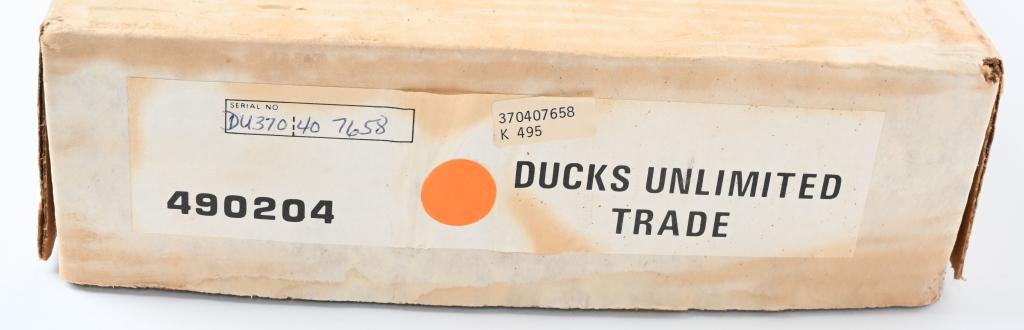 SERIAL NO
DU370 40 7658
370407658
K 495
490204
DUCKS UNLIMITED
TRADE